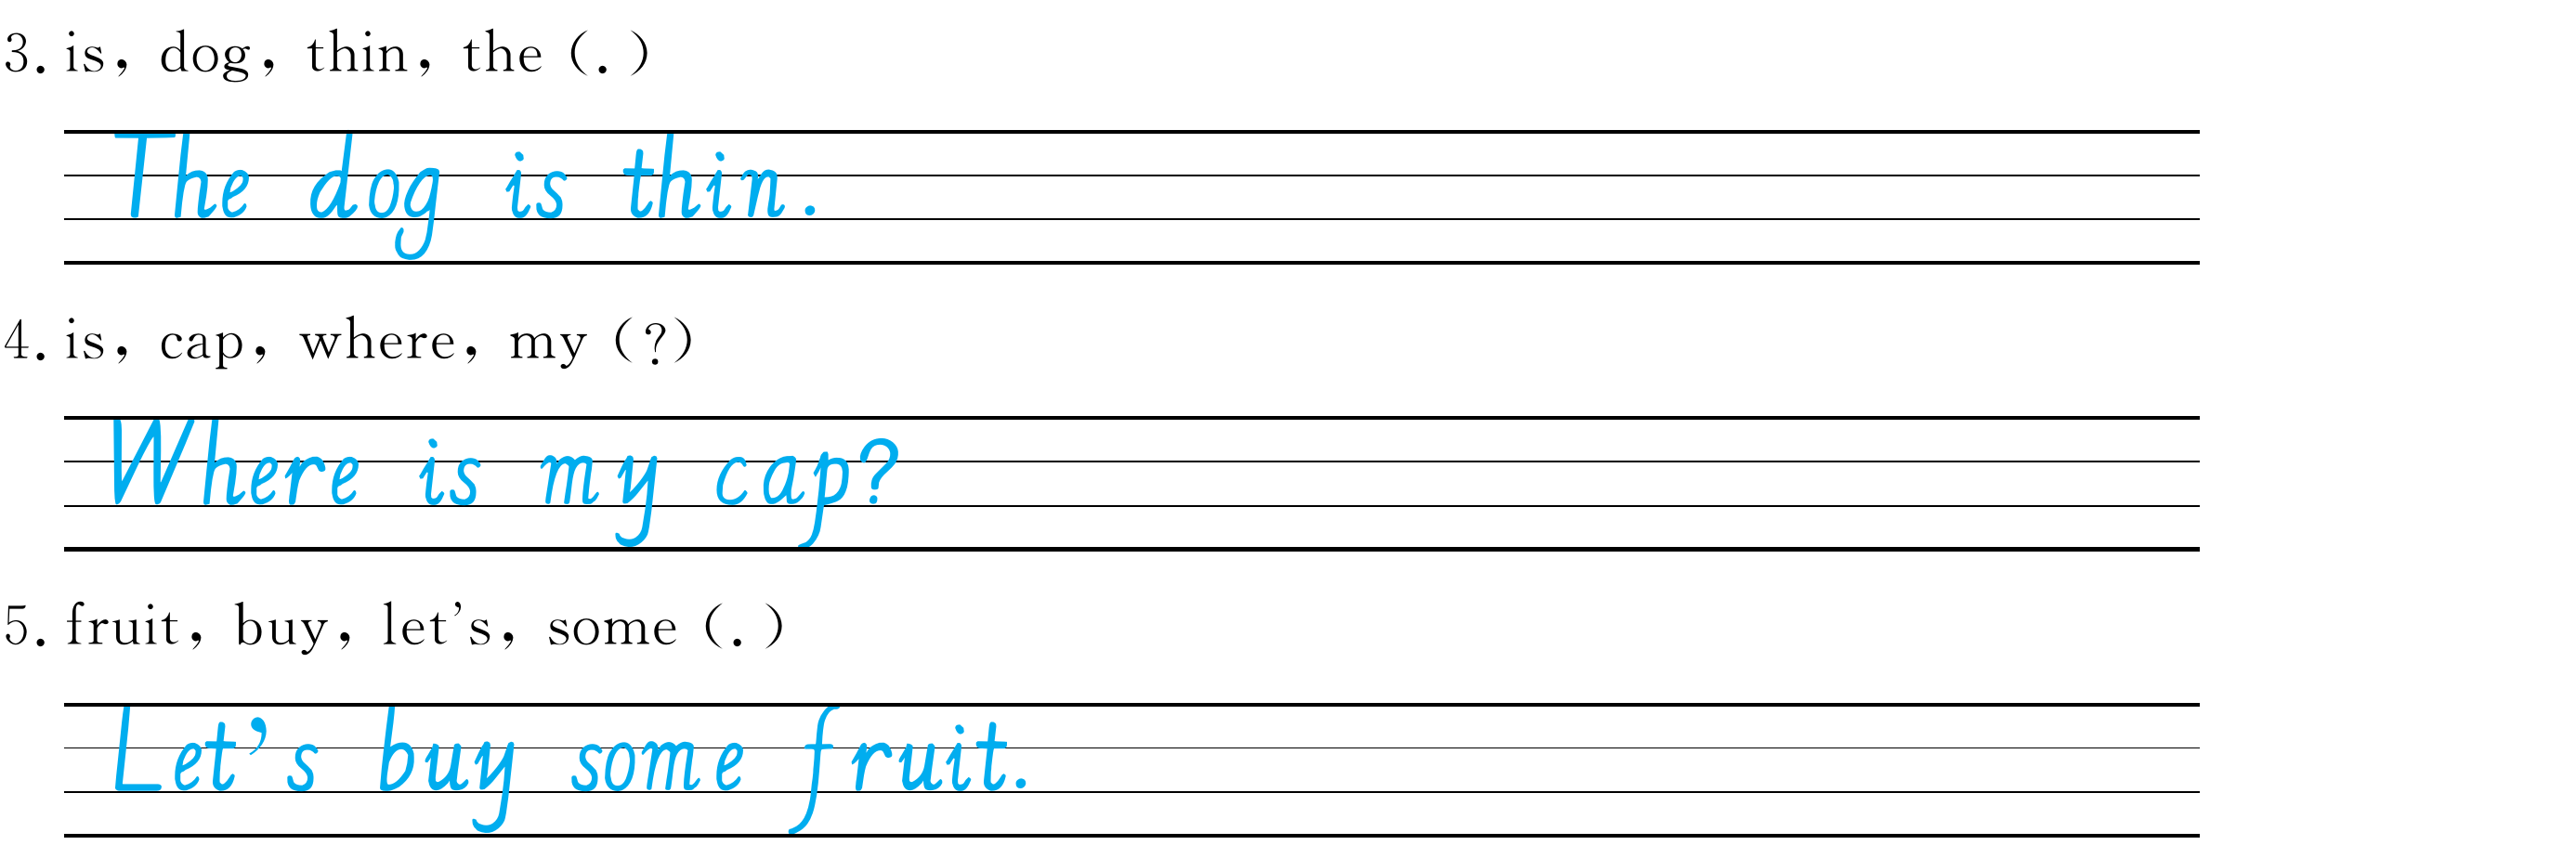 3. is, dog, thin, the (.)
The dog is thin.
4. is, cap, where, my (?)
Where is my cap?
5. fruit, buy, let's, some (.)
Let's buy some fruit.